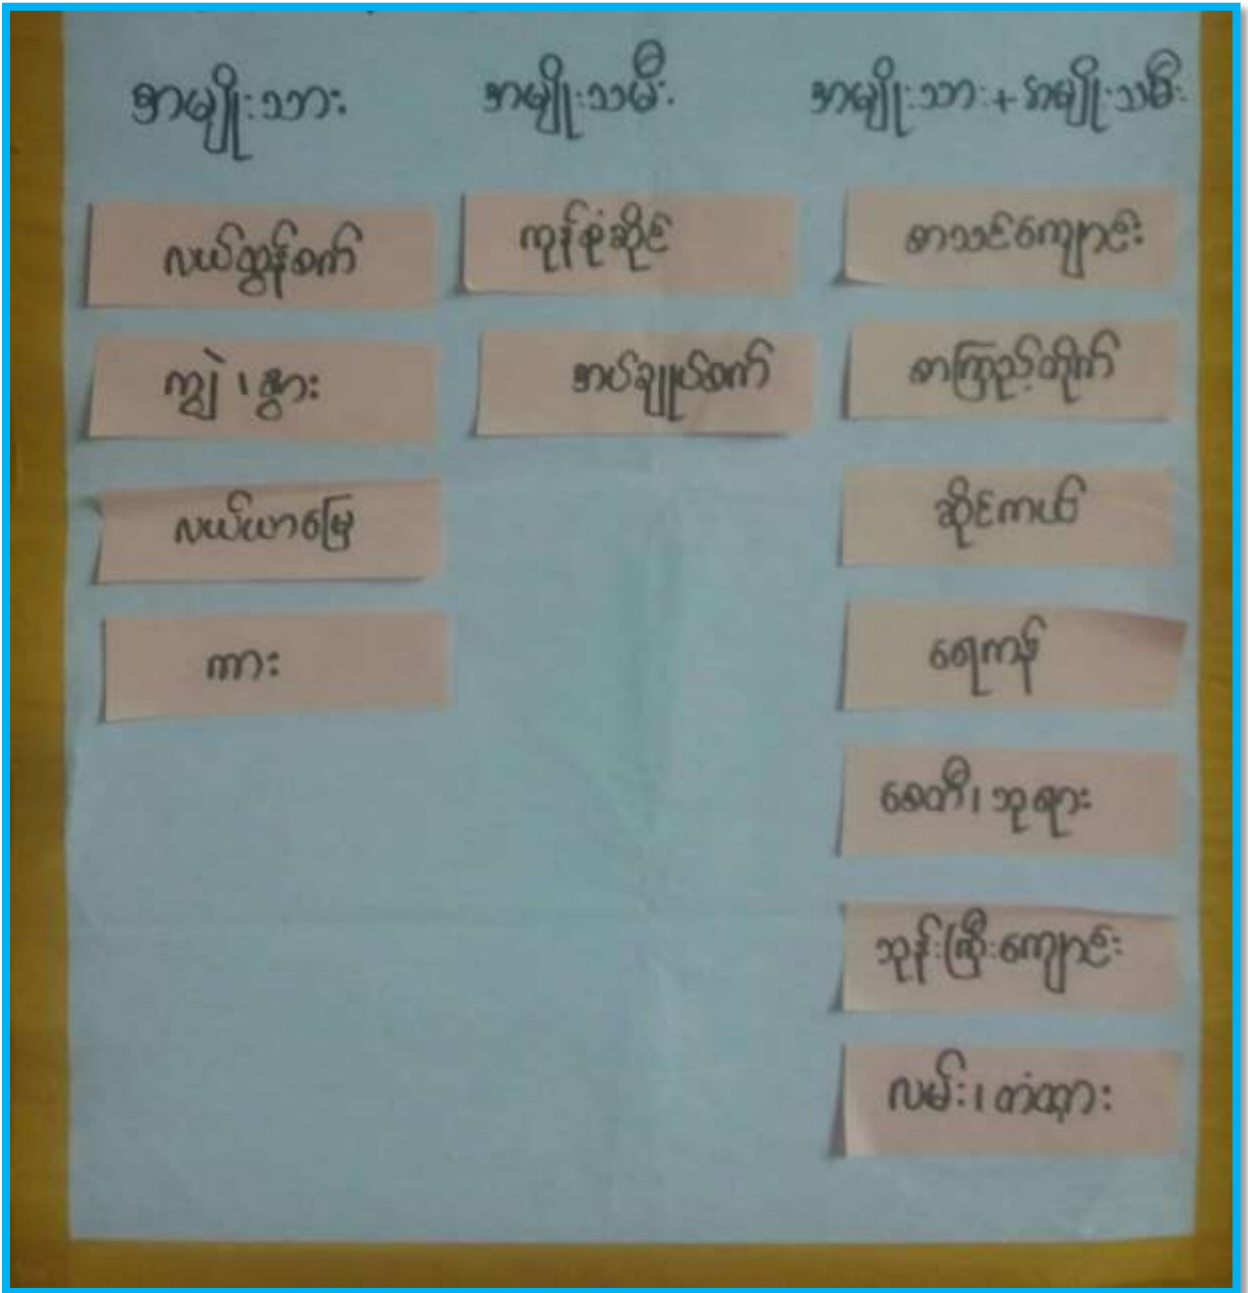 အမျိုးသား
အမျိုးသမီး
အမျိုးသား + အမျိုးသမီး
လယ်ထွန်စက်
ကုန်စုံဆိုင်
စာသင်ကျောင်း
ကျွဲ ၊ နွား
အပ်ချုပ်စက်
စာကြည့်တိုက်
လယ်ယာမြေ
ဆိုင်ကယ်
ကား
ရေကန်
စေတီ၊ ဘုရား
ဘုန်းကြီးကျောင်း
လမ်း၊ တံထား